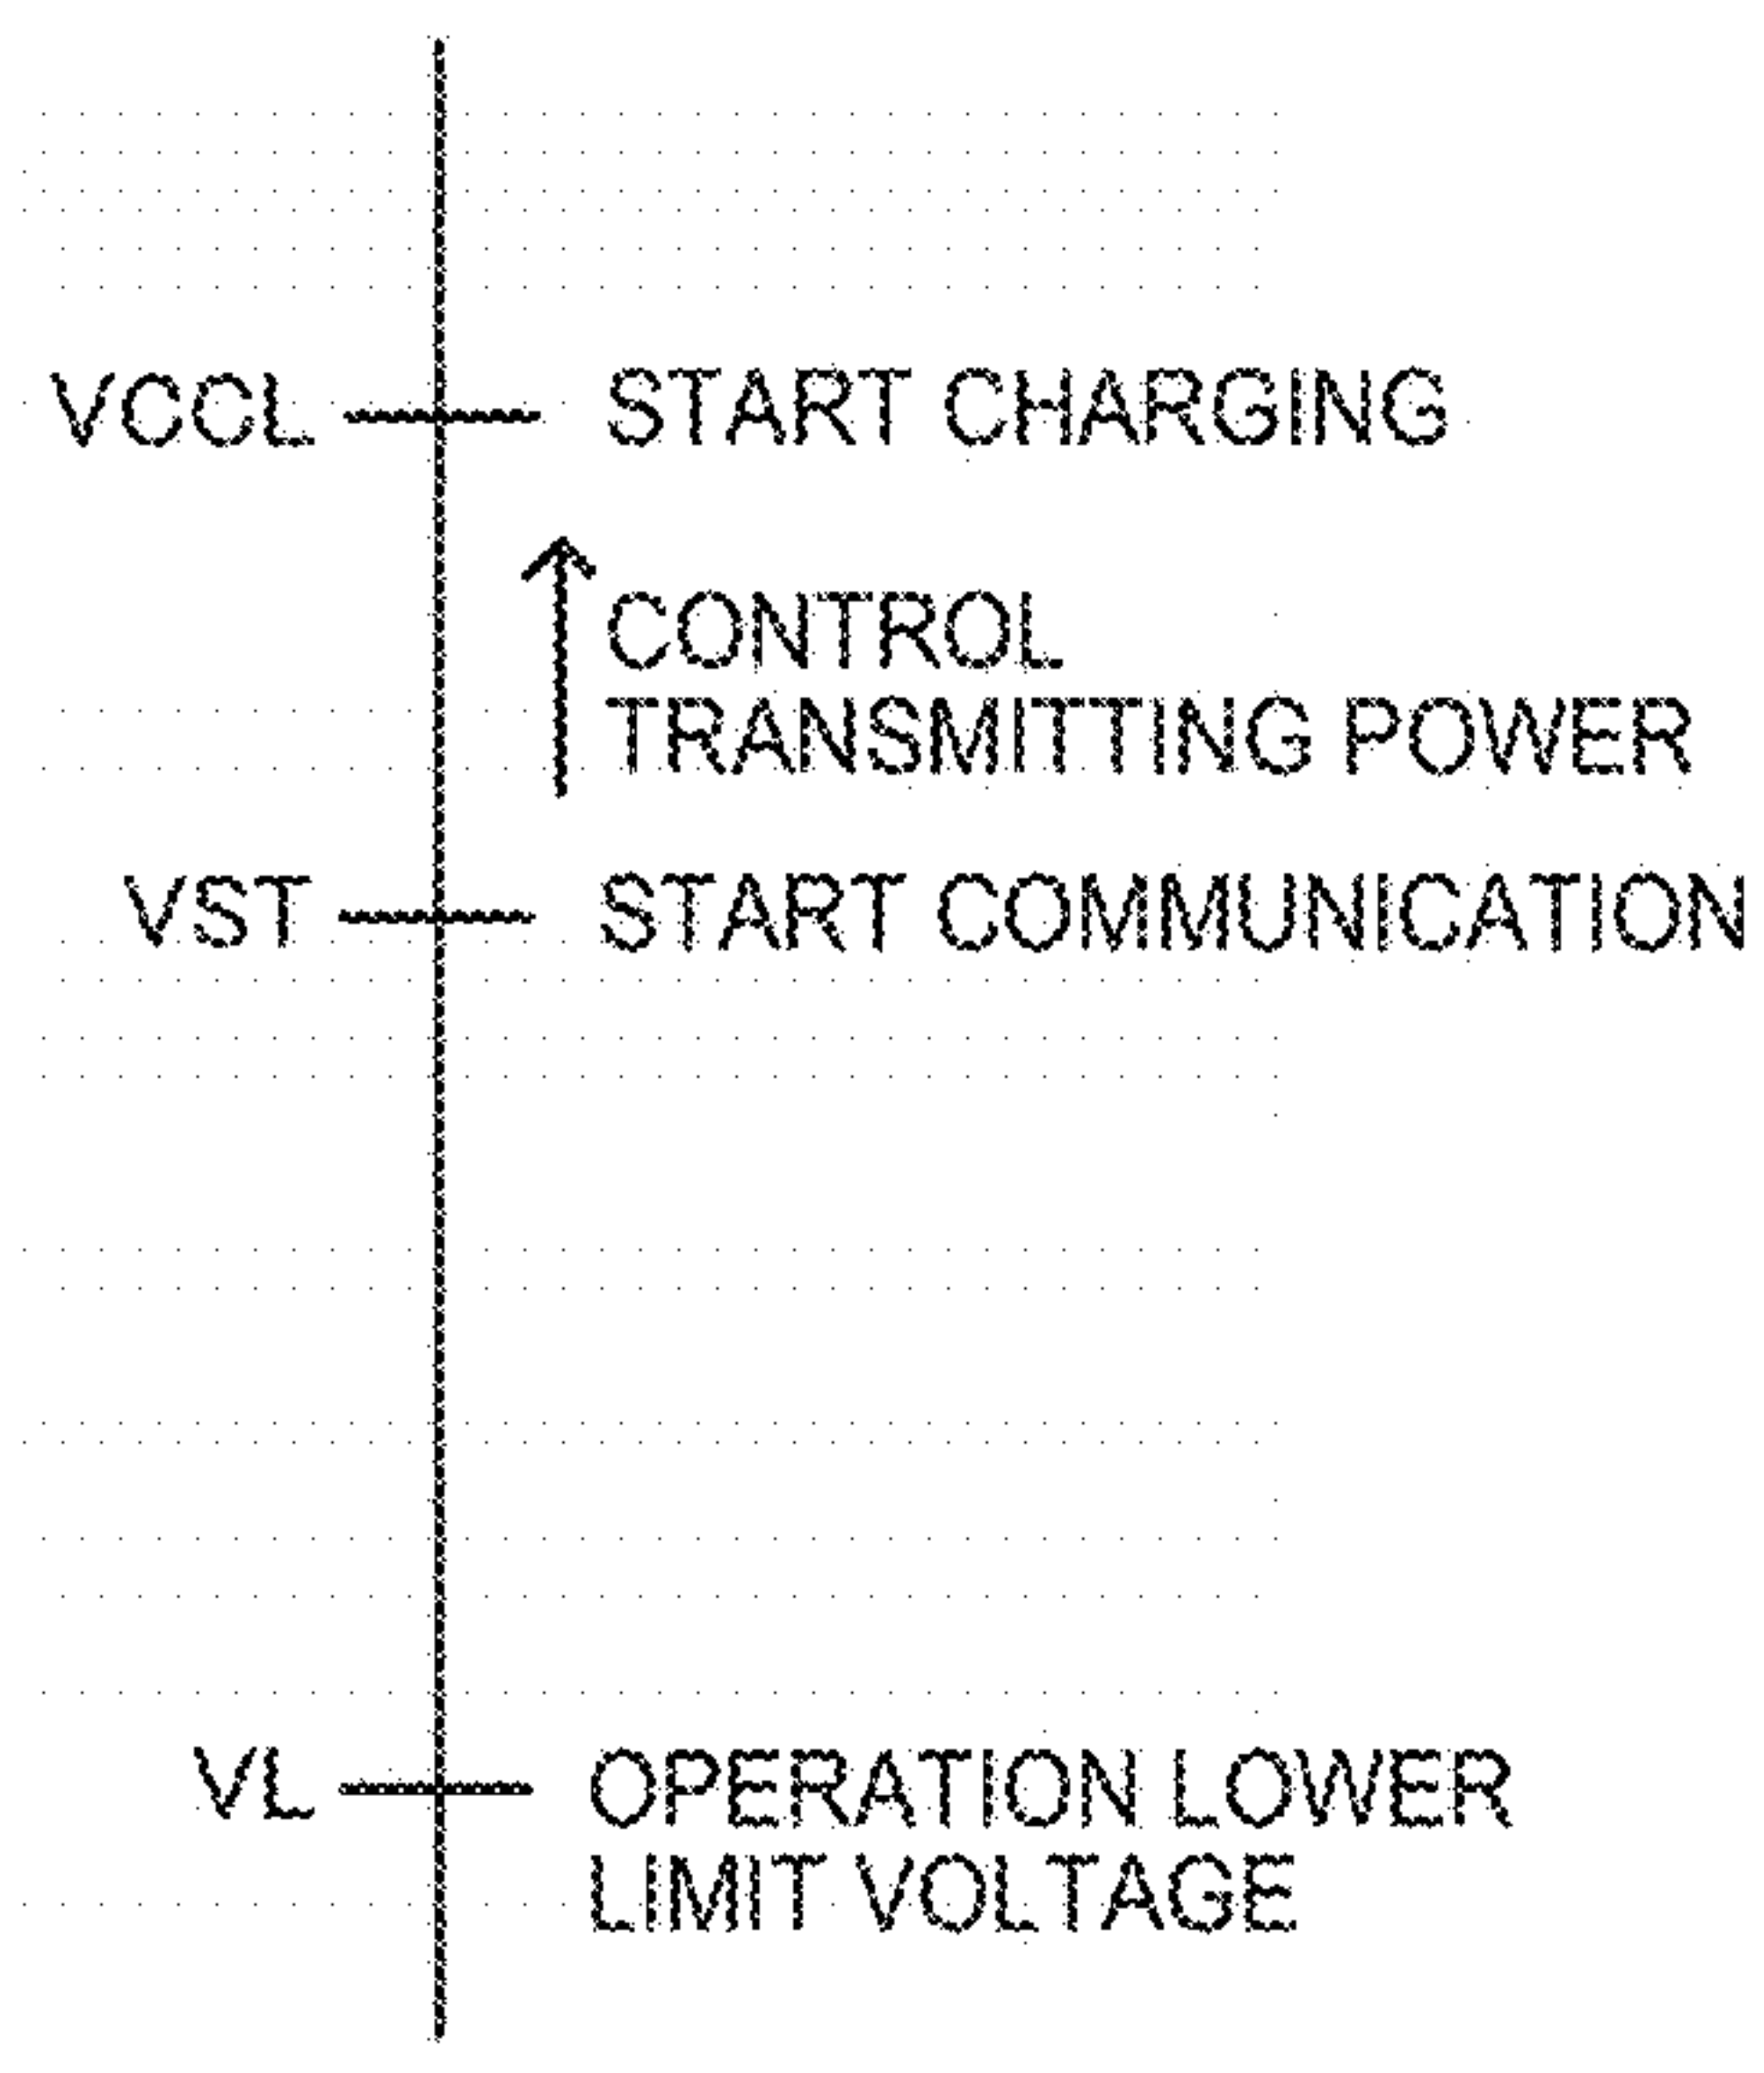 VCCL START CHARGING
CONTROL
TRANSMITTING POWER
VST START COMMUNICATION
VL OPERATION LOWER
LIMIT VOLTAGE